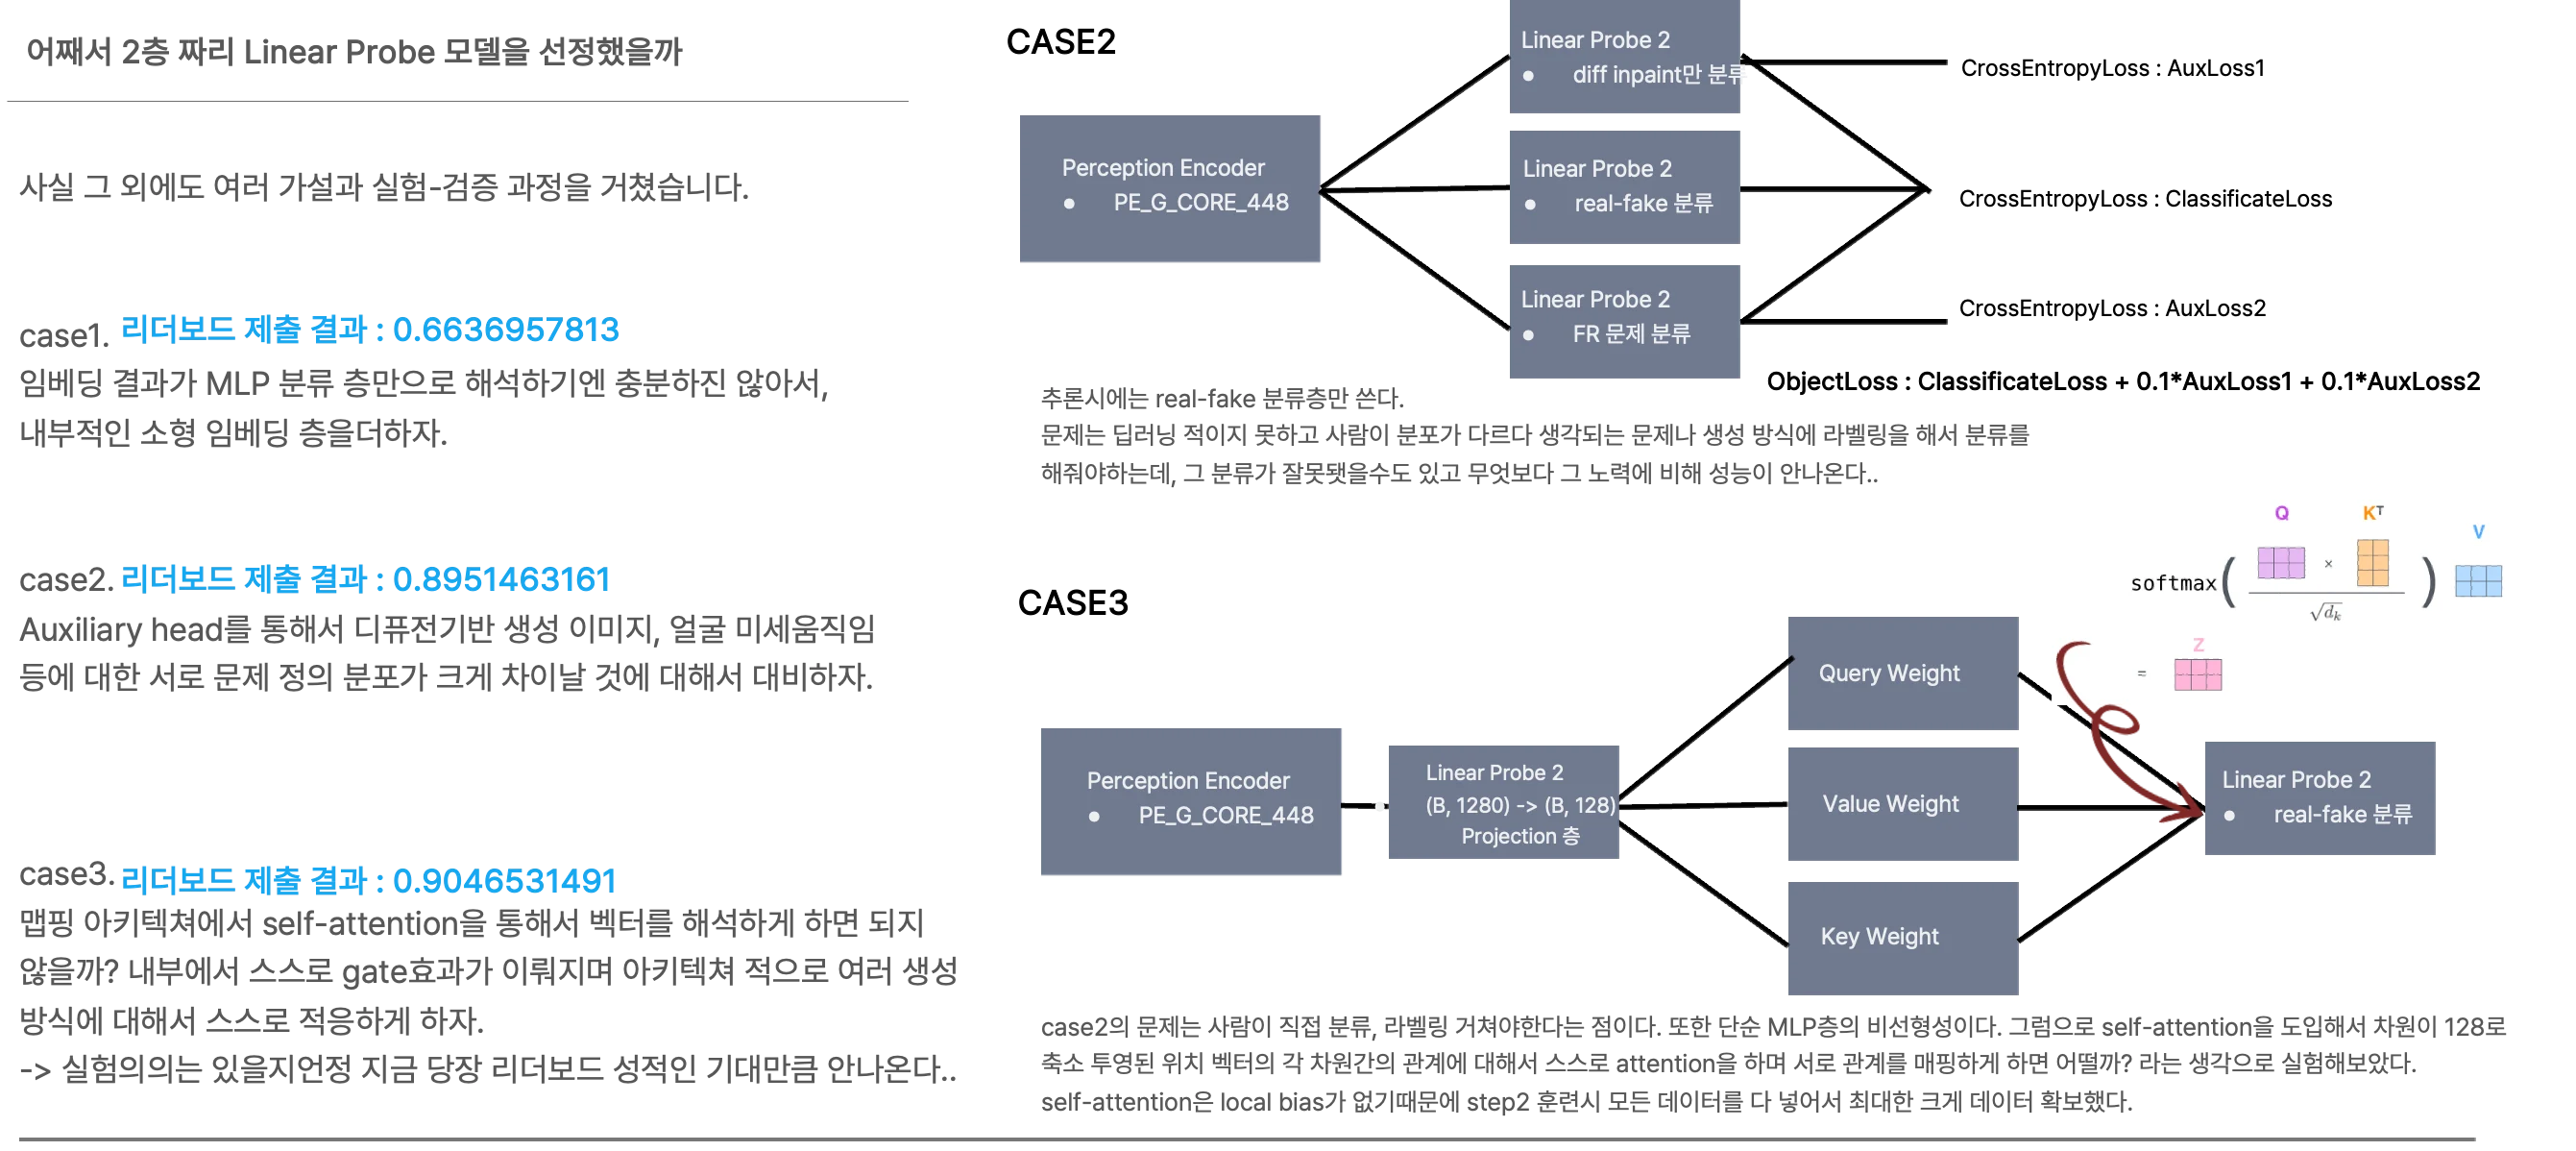 어째서 2층 짜리 Linear Probe 모델을 선정했을까
사실 그 외에도 여러 가설과 실험-검증 과정을 거쳤습니다.
case1. 리더보드 제출 결과 : 0.6636957813
임베딩 결과가 MLP 분류 층만으로 해석하기엔 충분하진 않아서,
내부적인 소형 임베딩 층을더하자.
case2. 리더보드 제출 결과 : 0.8951463161
Auxiliary head를 통해서 디퓨전기반 생성 이미지, 얼굴 미세움직임
등에 대한 서로 문제 정의 분포가 크게 차이날 것에 대해서 대비하자.
case3. 리더보드 제출 결과 : 0.9046531491
맵핑 아키텍쳐에서 self-attention을 통해서 벡터를 해석하게 하면 되지
않을까? 내부에서 스스로 gate효과가 이뤄지며 아키텍쳐 적으로 여러 생성
방식에 대해서 스스로 적응하게 하자.
-> 실험의의는 있을지언정 지금 당장 리더보드 성적인 기대만큼 안나온다..
CASE2
Perception Encoder
● PE_G_CORE_448
Linear Probe 2
● diff inpaint만 분류
Linear Probe 2
● real-fake 분류
Linear Probe 2
● FR 문제 분류
CrossEntropyLoss : AuxLoss1
CrossEntropyLoss : ClassificateLoss
CrossEntropyLoss : AuxLoss2
ObjectLoss : ClassificateLoss + 0.1*AuxLoss1 + 0.1*AuxLoss2
추론시에는 real-fake 분류층만 쓴다.
문제는 딥러닝 적이지 못하고 사람이 분포가 다르다 생각되는 문제나 생성 방식에 라벨링을 해서 분류를
해줘야하는데, 그 분류가 잘못됐을수도 있고 무엇보다 그 노력에 비해 성능이 안나온다..
CASE3
Perception Encoder
● PE_G_CORE_448
Linear Probe 2
(B, 1280) -> (B, 128)
Projection 층
Query Weight
Value Weight
Key Weight
Q
K^T
V
softmax( × / √d_k )
= Z
Linear Probe 2
● real-fake 분류
case2의 문제는 사람이 직접 분류, 라벨링 거쳐야한다는 점이다. 또한 단순 MLP층의 비선형성이다. 그럼으로 self-attention을 도입해서 차원이 128로
축소 투영된 위치 벡터의 각 차원간의 관계에 대해서 스스로 attention을 하며 서로 관계를 매핑하게 하면 어떨까? 라는 생각으로 실험해보았다.
self-attention은 local bias가 없기때문에 step2 훈련시 모든 데이터를 다 넣어서 최대한 크게 데이터 확보했다.